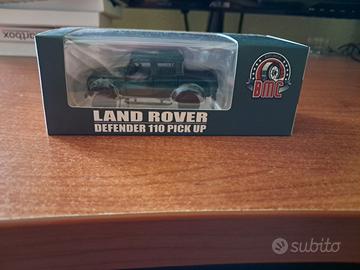 LAND ROVER
DEFENDER 110 PICK UP
BMC
subito